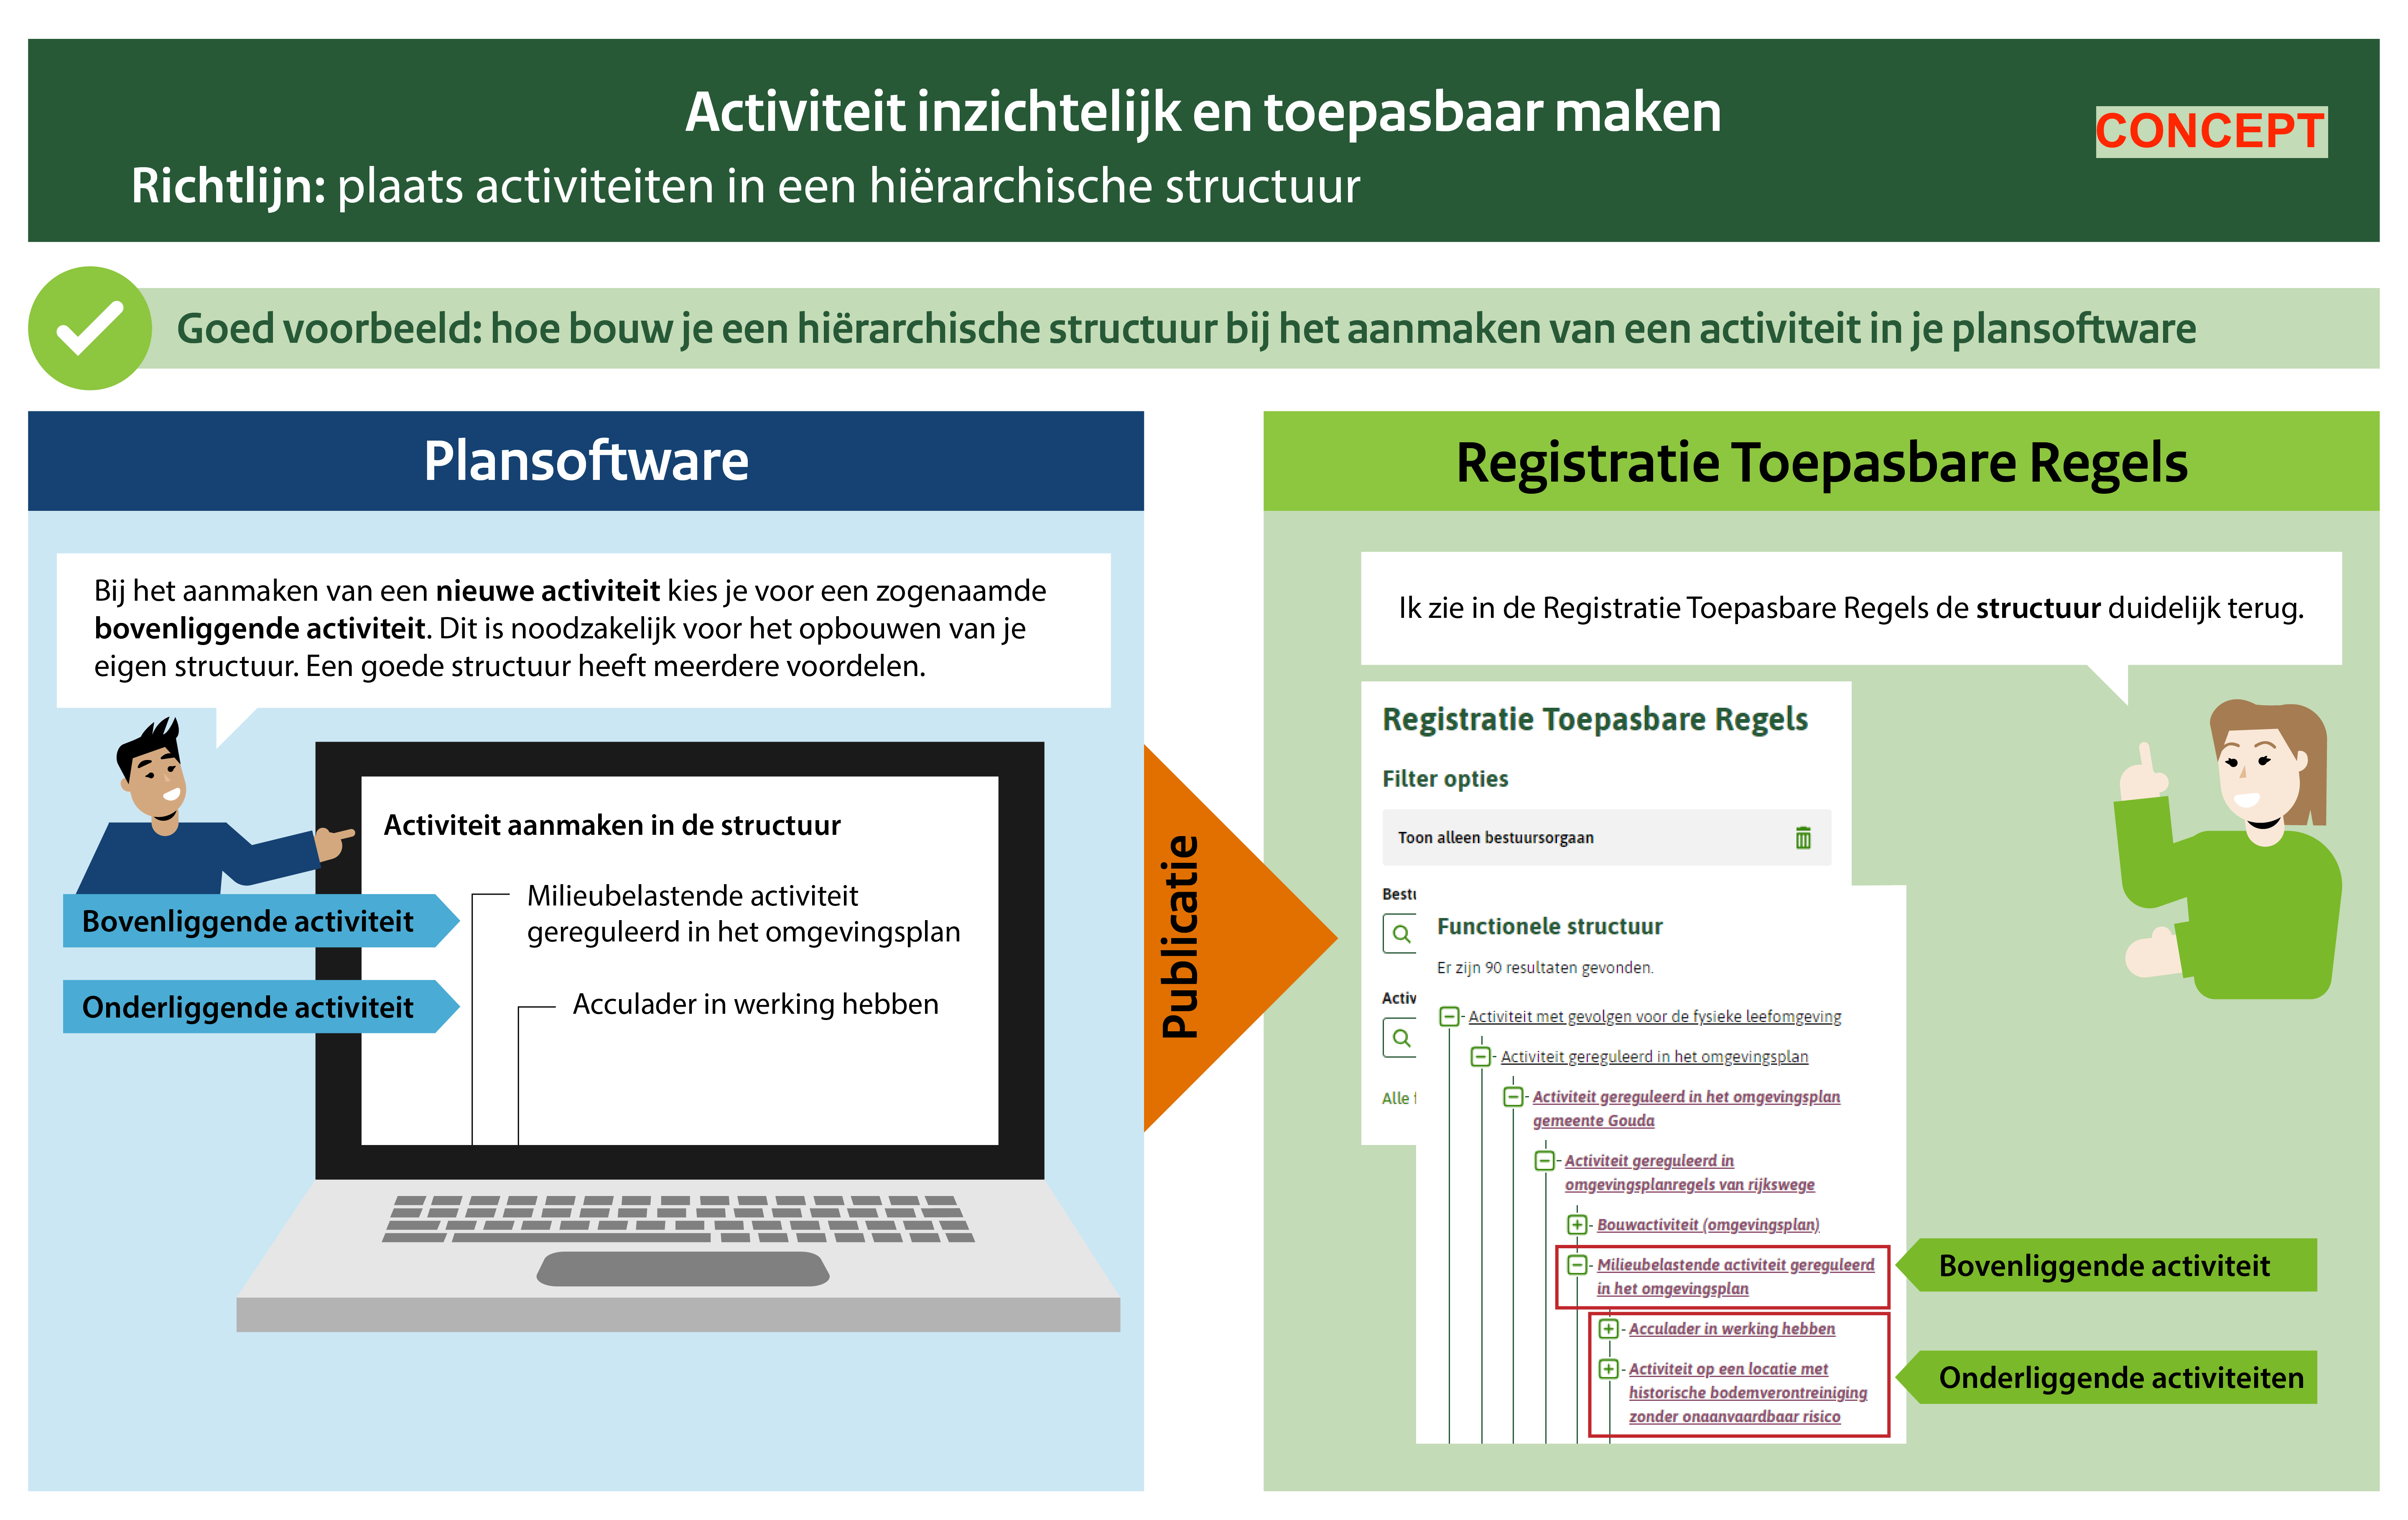 Activiteit inzichtelijk en toepasbaar maken
CONCEPT
Richtlijn: plaats activiteiten in een hiërarchische structuur
Goed voorbeeld: hoe bouw je een hiërarchische structuur bij het aanmaken van een activiteit in je plansoftware
Plansoftware
Bij het aanmaken van een nieuwe activiteit kies je voor een zogenaamde
bovenliggende activiteit. Dit is noodzakelijk voor het opbouwen van je
eigen structuur. Een goede structuur heeft meerdere voordelen.
Activiteit aanmaken in de structuur
Bovenliggende activiteit
Milieubelastende activiteit
gereguleerd in het omgevingsplan
Onderliggende activiteit
Acculader in werking hebben
Publicatie
Registratie Toepasbare Regels
Ik zie in de Registratie Toepasbare Regels de structuur duidelijk terug.
Registratie Toepasbare Regels
Filter opties
Toon alleen bestuursorgaan
Bestu
Activ
Alle f
Functionele structuur
Er zijn 90 resultaten gevonden.
Activiteit met gevolgen voor de fysieke leefomgeving
Activiteit gereguleerd in het omgevingsplan
Activiteit gereguleerd in het omgevingsplan
gemeente Gouda
Activiteit gereguleerd in
omgevingsplanregels van rijkswege
Bouwactiviteit (omgevingsplan)
Milieubelastende activiteit gereguleerd
in het omgevingsplan
Acculader in werking hebben
Activiteit op een locatie met
historische bodemverontreiniging
zonder onaanvaardbaar risico
Bovenliggende activiteit
Onderliggende activiteiten